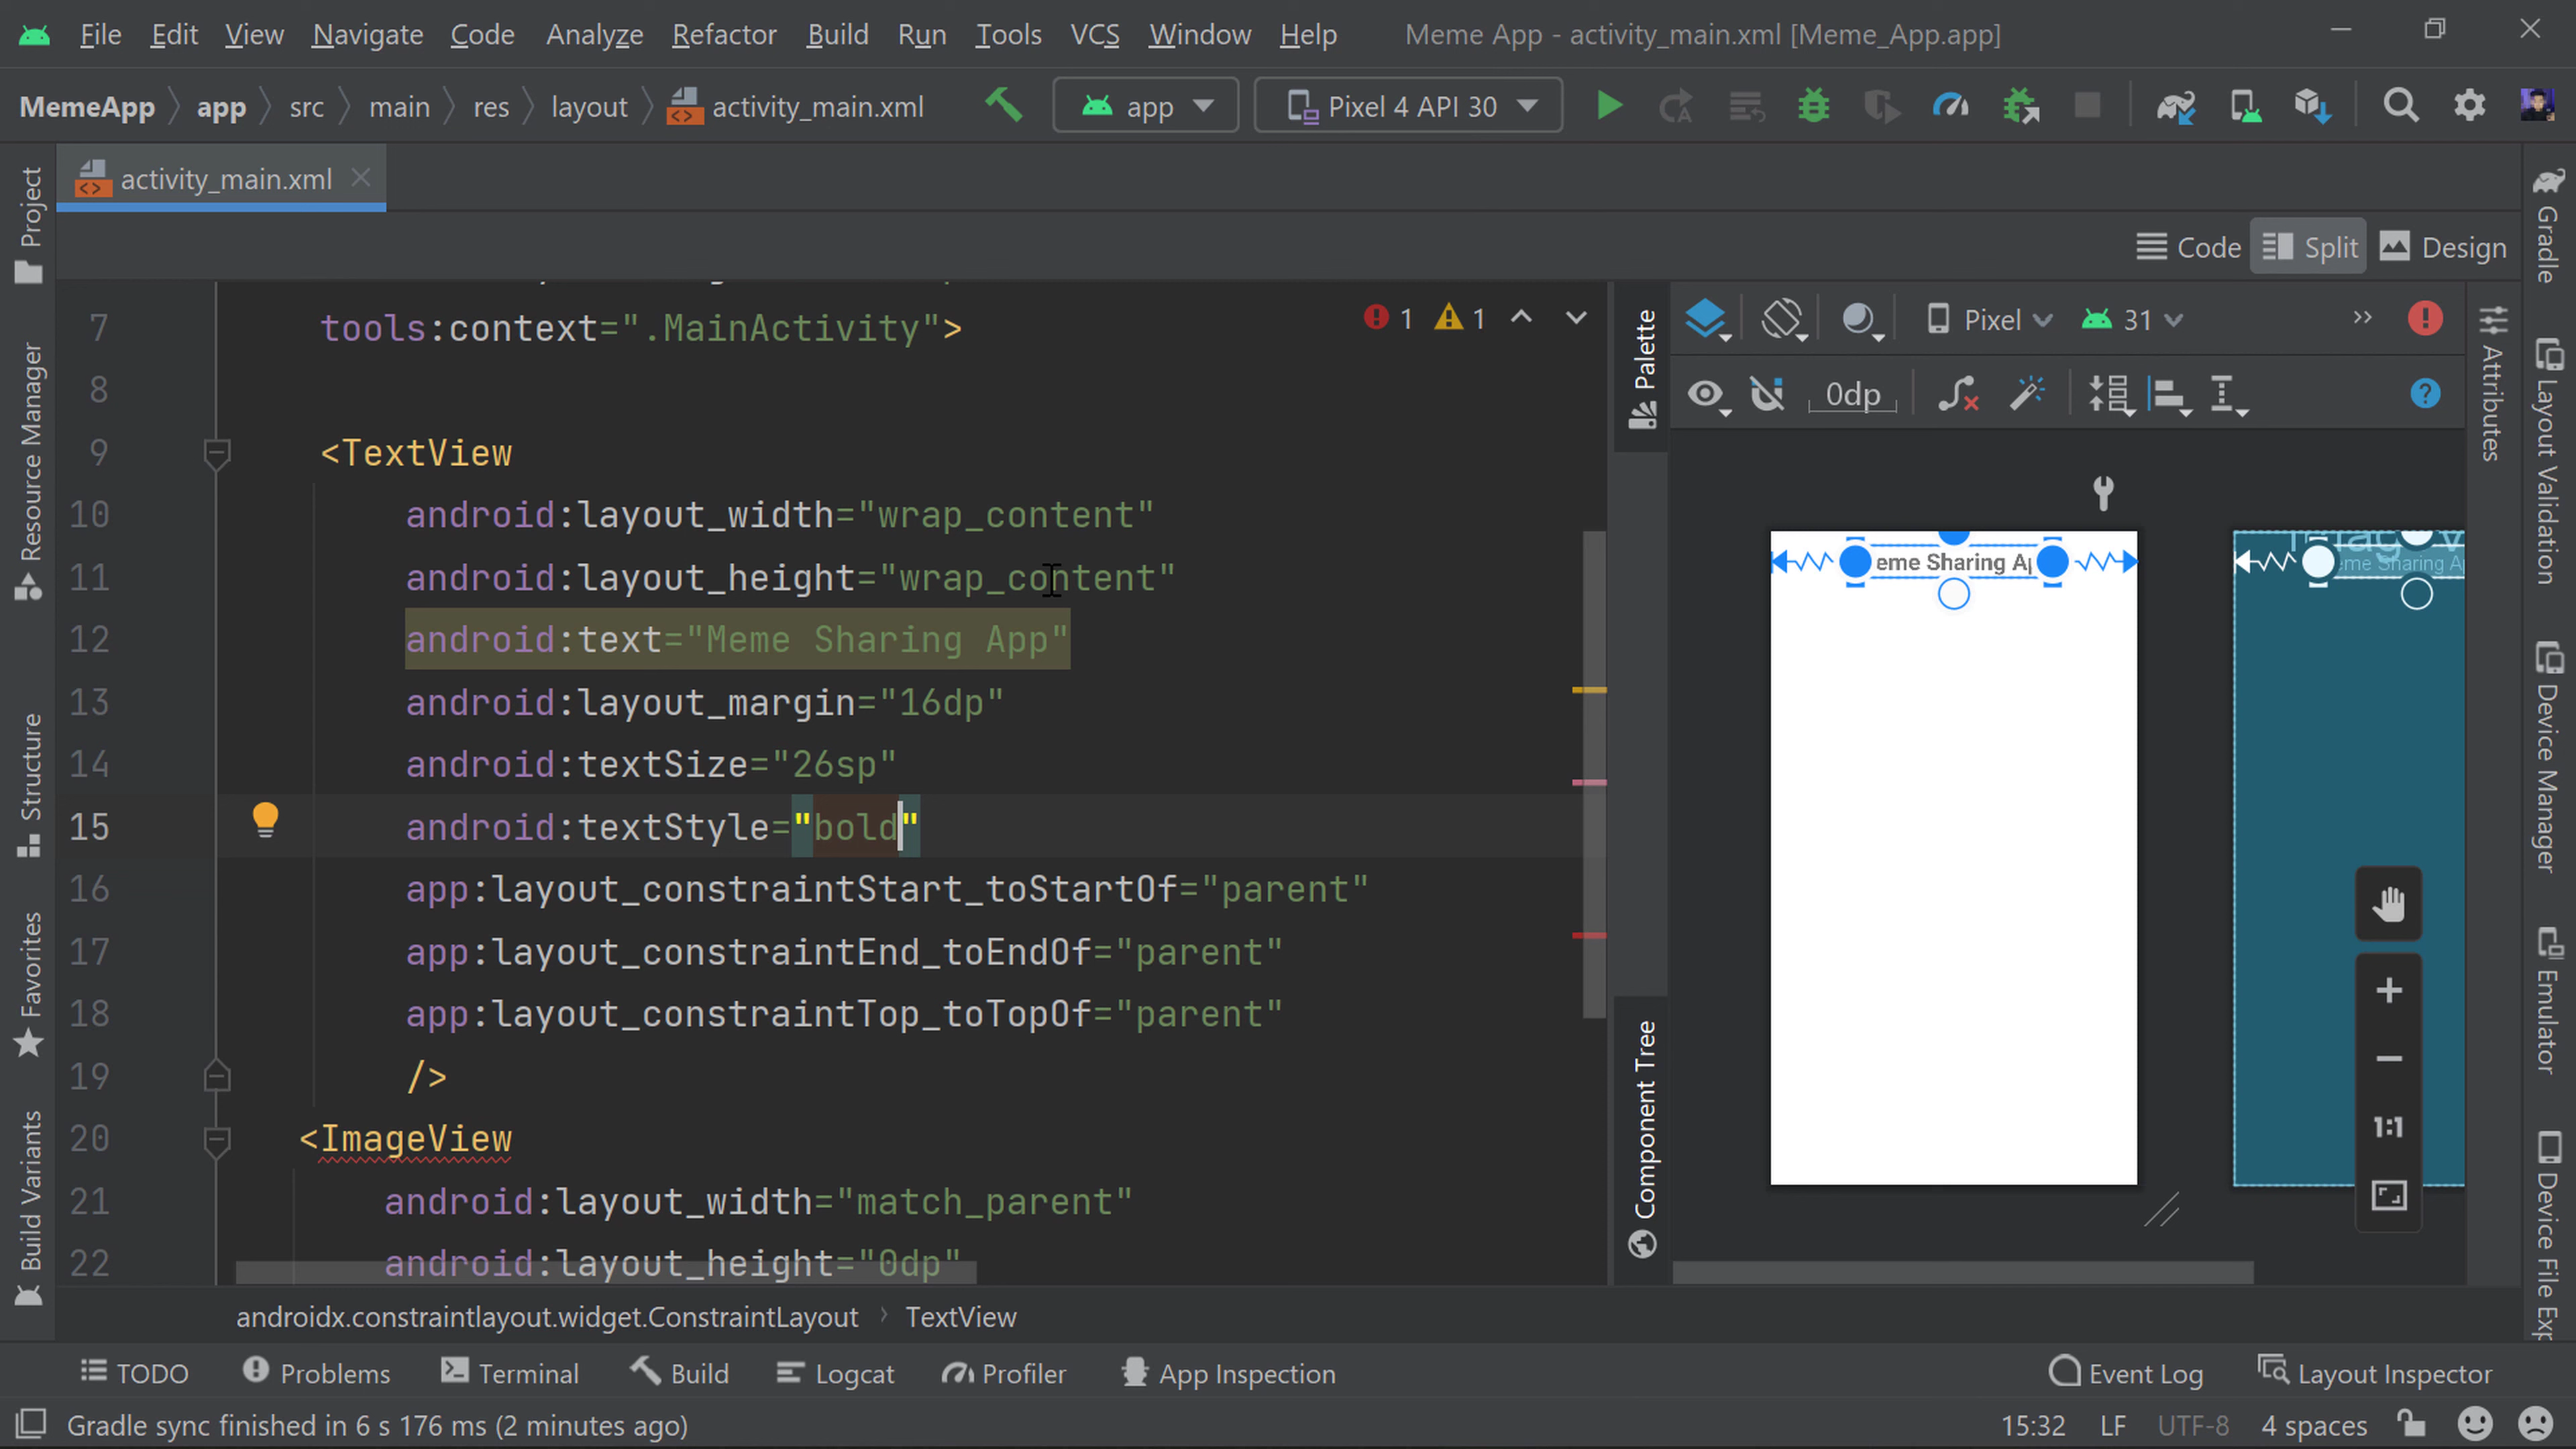 File Edit View Navigate Code Analyze Refactor Build Run Tools VCS Window Help Meme App - activity_main.xml [Meme_App.app]
MemeApp app src main res layout activity_main.xml app Pixel 4 API 30
activity_main.xml
Code Split Design
Project
Resource Manager
Structure
Favorites
Build Variants
1 1
7 tools:context=".MainActivity">
8
9 <TextView
10 android:layout_width="wrap_content"
11 android:layout_height="wrap_content"
12 android:text="Meme Sharing App"
13 android:layout_margin="16dp"
14 android:textSize="26sp"
15 android:textStyle="bold"
16 app:layout_constraintStart_toStartOf="parent"
17 app:layout_constraintEnd_toEndOf="parent"
18 app:layout_constraintTop_toTopOf="parent"
19 />
20 <ImageView
21 android:layout_width="match_parent"
22 android:layout_height="0dp"
Palette
Component Tree
Pixel 31
0dp
eme Sharing A
eme Sharing A
1:1
Attributes
Gradle
Layout Validation
Device Manager
Emulator
Device File Exp
androidx.constraintlayout.widget.ConstraintLayout TextView
TODO Problems Terminal Build Logcat Profiler App Inspection Event Log Layout Inspector
Gradle sync finished in 6 s 176 ms (2 minutes ago) 15:32 LF UTF-8 4 spaces